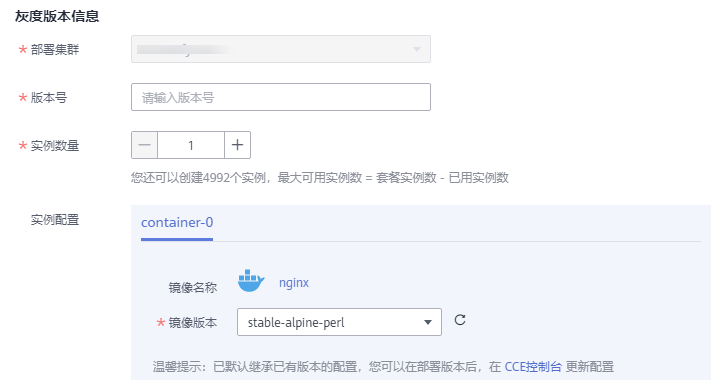 灰度版本信息
* 部署集群
* 版本号 请输入版本号
* 实例数量 1
您还可以创建4992个实例，最大可用实例数 = 套餐实例数 - 已用实例数
实例配置 container-0
镜像名称 nginx
* 镜像版本 stable-alpine-perl
温馨提示：已默认继承已有版本的配置，您可以在部署版本后，在 CCE控制台 更新配置